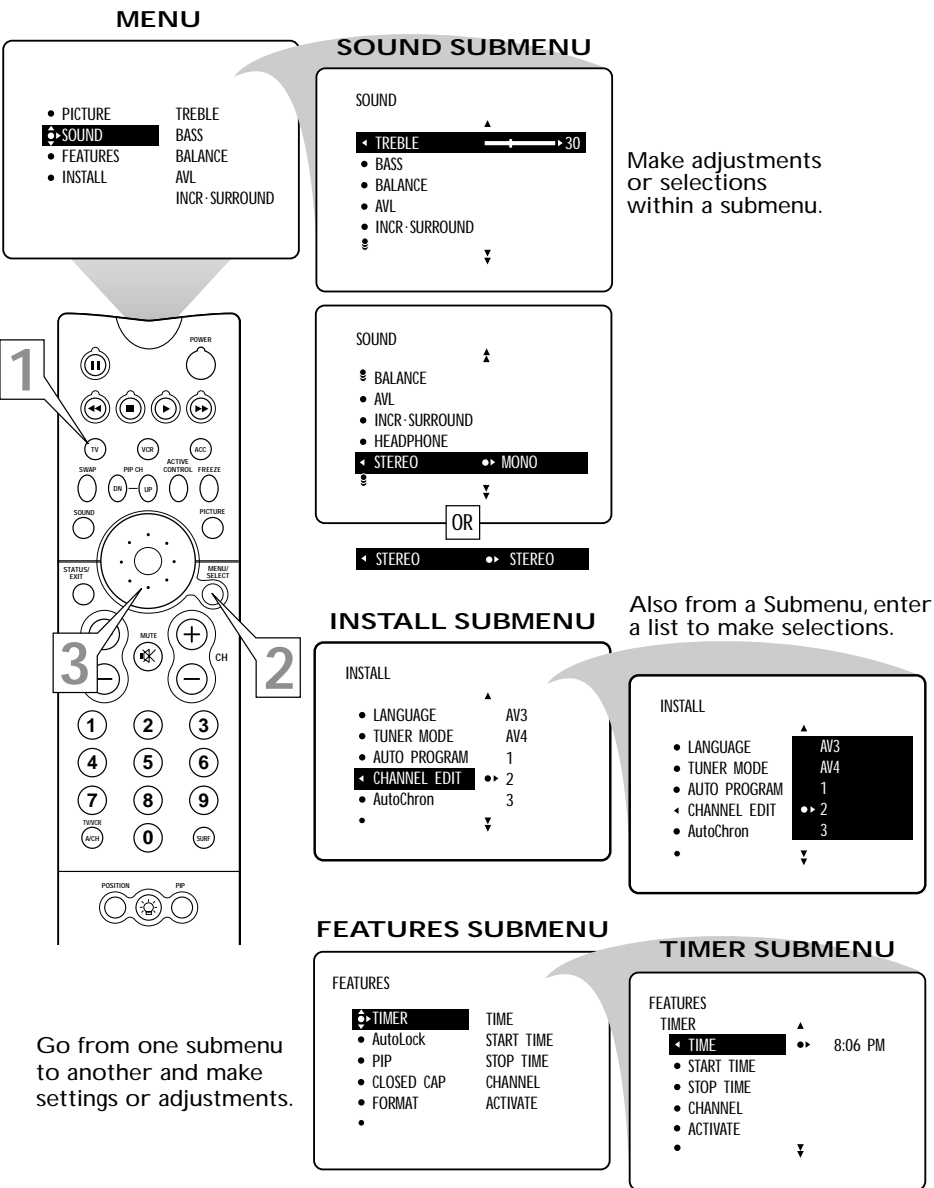 MENU
• PICTURE TREBLE
SOUND BASS
• FEATURES BALANCE
• INSTALL AVL
INCR·SURROUND
SOUND SUBMENU
SOUND
TREBLE 30
• BASS
• BALANCE
• AVL
• INCR·SURROUND
Make adjustments
or selections
within a submenu.
SOUND
BALANCE
• AVL
• INCR·SURROUND
• HEADPHONE
STEREO MONO
OR
STEREO STEREO
1
POWER
TV VCR ACC
SWAP PIP CH ACTIVE CONTROL FREEZE
DN UP
SOUND PICTURE
STATUS/EXIT MENU/SELECT
3 MUTE + CH 2
– –
1 2 3
4 5 6
7 8 9
TV/VCR
A/CH 0 SURF
POSITION PIP
INSTALL SUBMENU
INSTALL
• LANGUAGE AV3
• TUNER MODE AV4
• AUTO PROGRAM 1
CHANNEL EDIT 2
• AutoChron 3
•
Also from a Submenu, enter
a list to make selections.
INSTALL
• LANGUAGE AV3
• TUNER MODE AV4
• AUTO PROGRAM 1
CHANNEL EDIT 2
• AutoChron 3
•
FEATURES SUBMENU
FEATURES
TIMER TIME
• AutoLock START TIME
• PIP STOP TIME
• CLOSED CAP CHANNEL
• FORMAT ACTIVATE
•
TIMER SUBMENU
FEATURES
TIMER
TIME 8:06 PM
• START TIME
• STOP TIME
• CHANNEL
• ACTIVATE
•
Go from one submenu
to another and make
settings or adjustments.